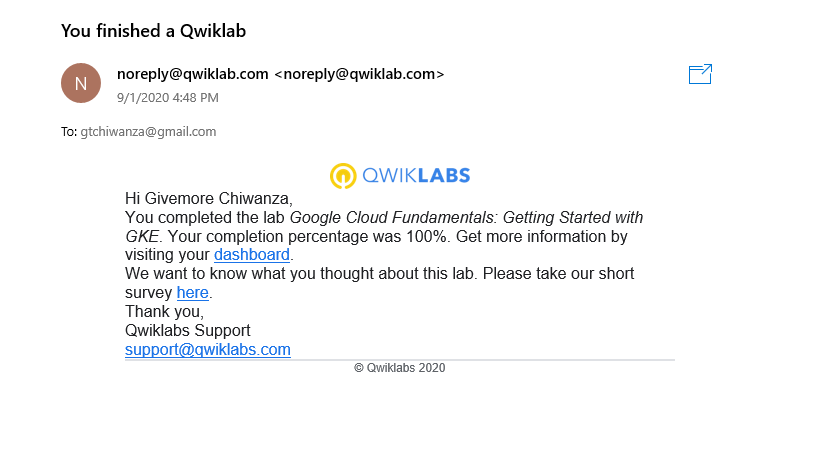 You finished a Qwiklab
N
noreply@qwiklab.com <noreply@qwiklab.com>
9/1/2020 4:48 PM
To: gtchiwanza@gmail.com
QWIKLABS
Hi Givemore Chiwanza,
You completed the lab Google Cloud Fundamentals: Getting Started with
GKE. Your completion percentage was 100%. Get more information by
visiting your dashboard.
We want to know what you thought about this lab. Please take our short
survey here.
Thank you,
Qwiklabs Support
support@qwiklabs.com
© Qwiklabs 2020